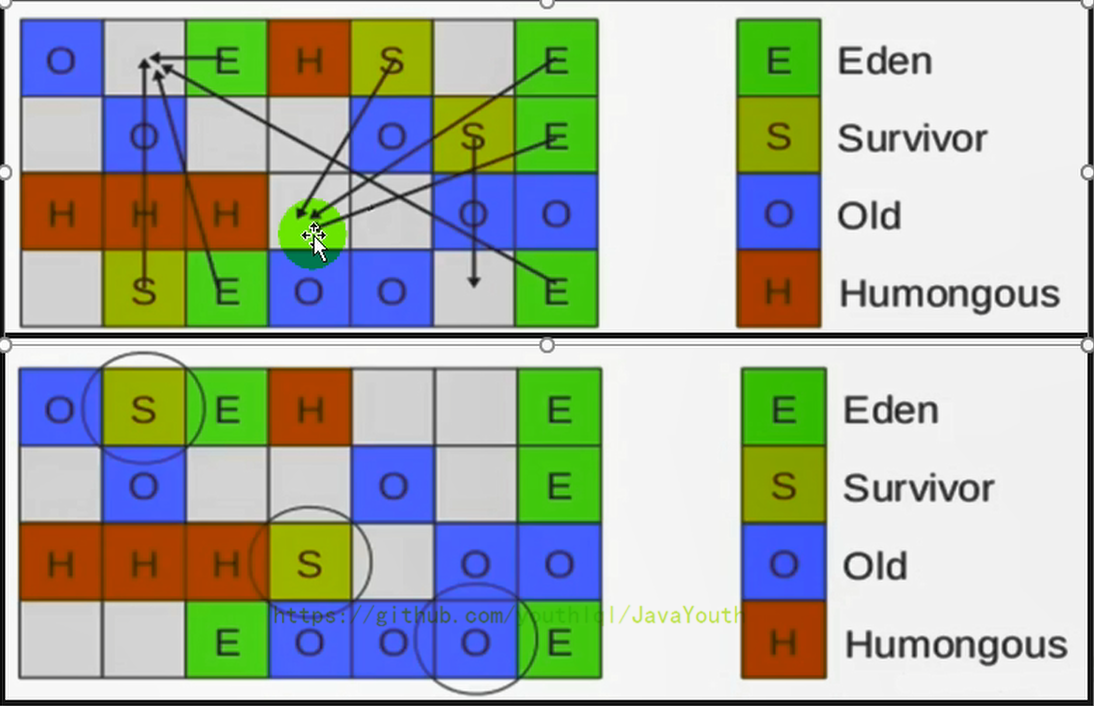 O E H S E E Eden
O O S E S Survivor
H H H O O O Old
S E O O E H Humongous
O S E H E E Eden
O O E S Survivor
H H H S O O O Old
https://github.com/youthlql/JavaYouth
E O O O E H Humongous